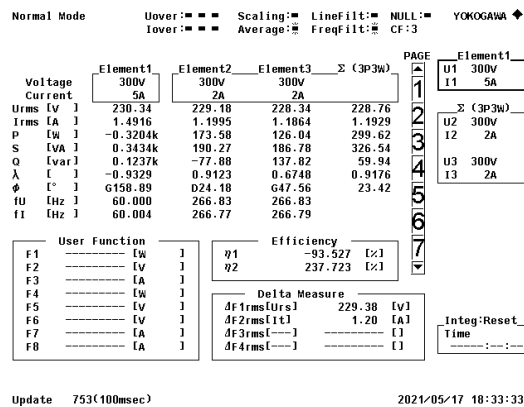 Normal Mode Uover: Scaling: LineFilt: NULL: YOKOGAWA
Iover: Average: FreqFilt: CF:3
PAGE
Element1 Element2 Element3 Σ (3P3W)
Voltage 300V 300V 300V
Current 5A 2A 2A
Urms [V ] 230.34 229.18 228.34 228.76
Irms [A ] 1.4916 1.1995 1.1864 1.1929
P [W ] -0.3204k 173.58 126.04 299.62
S [VA ] 0.3434k 190.27 186.78 326.54
Q [var] 0.1237k -77.88 137.82 59.94
λ [ ] -0.9329 0.9123 0.6748 0.9176
ϕ [° ] G158.89 D24.18 G47.56 23.42
fU [Hz ] 60.000 266.83 266.83
fI [Hz ] 60.004 266.77 266.79
1
2
3
4
5
6
7
Element1
U1 300V
I1 5A
Σ (3P3W)
U2 300V
I2 2A
U3 300V
I3 2A
User Function
F1 --------- [W ]
F2 --------- [V ]
F3 --------- [A ]
F4 --------- [W ]
F5 --------- [V ]
F6 --------- [V ]
F7 --------- [A ]
F8 --------- [A ]
Efficiency
η1 -93.527 [%]
η2 237.723 [%]
Delta Measure
ΔF1rms[Urs] 229.38 [V]
ΔF2rms[It] 1.20 [A]
ΔF3rms[---] --------- []
ΔF4rms[---] --------- []
Integ:Reset
Time
-----:--:--
Update 753(100msec) 2021/05/17 18:33:33